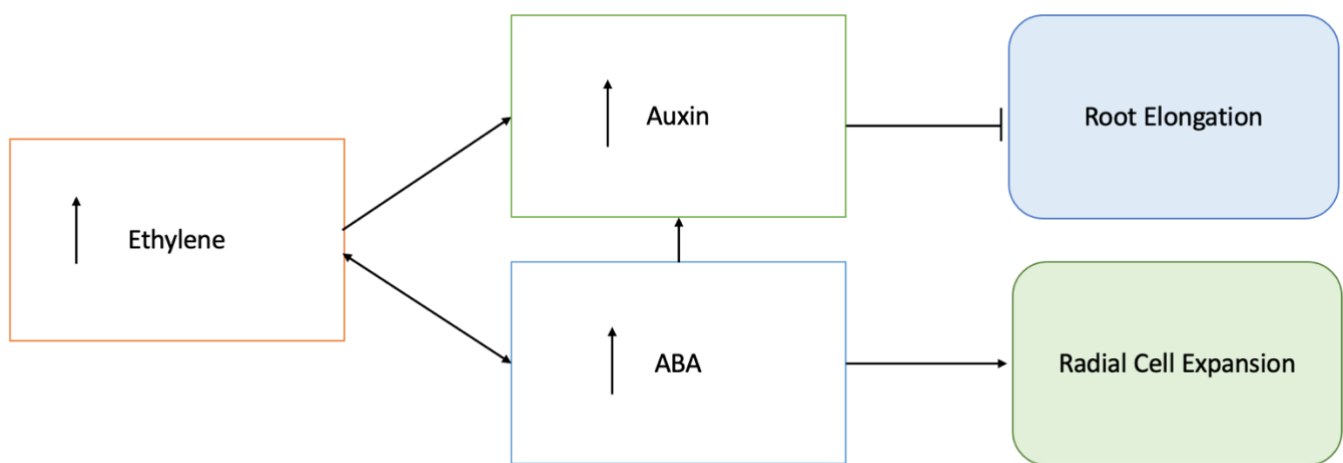 Ethylene
Auxin
Root Elongation
ABA
Radial Cell Expansion